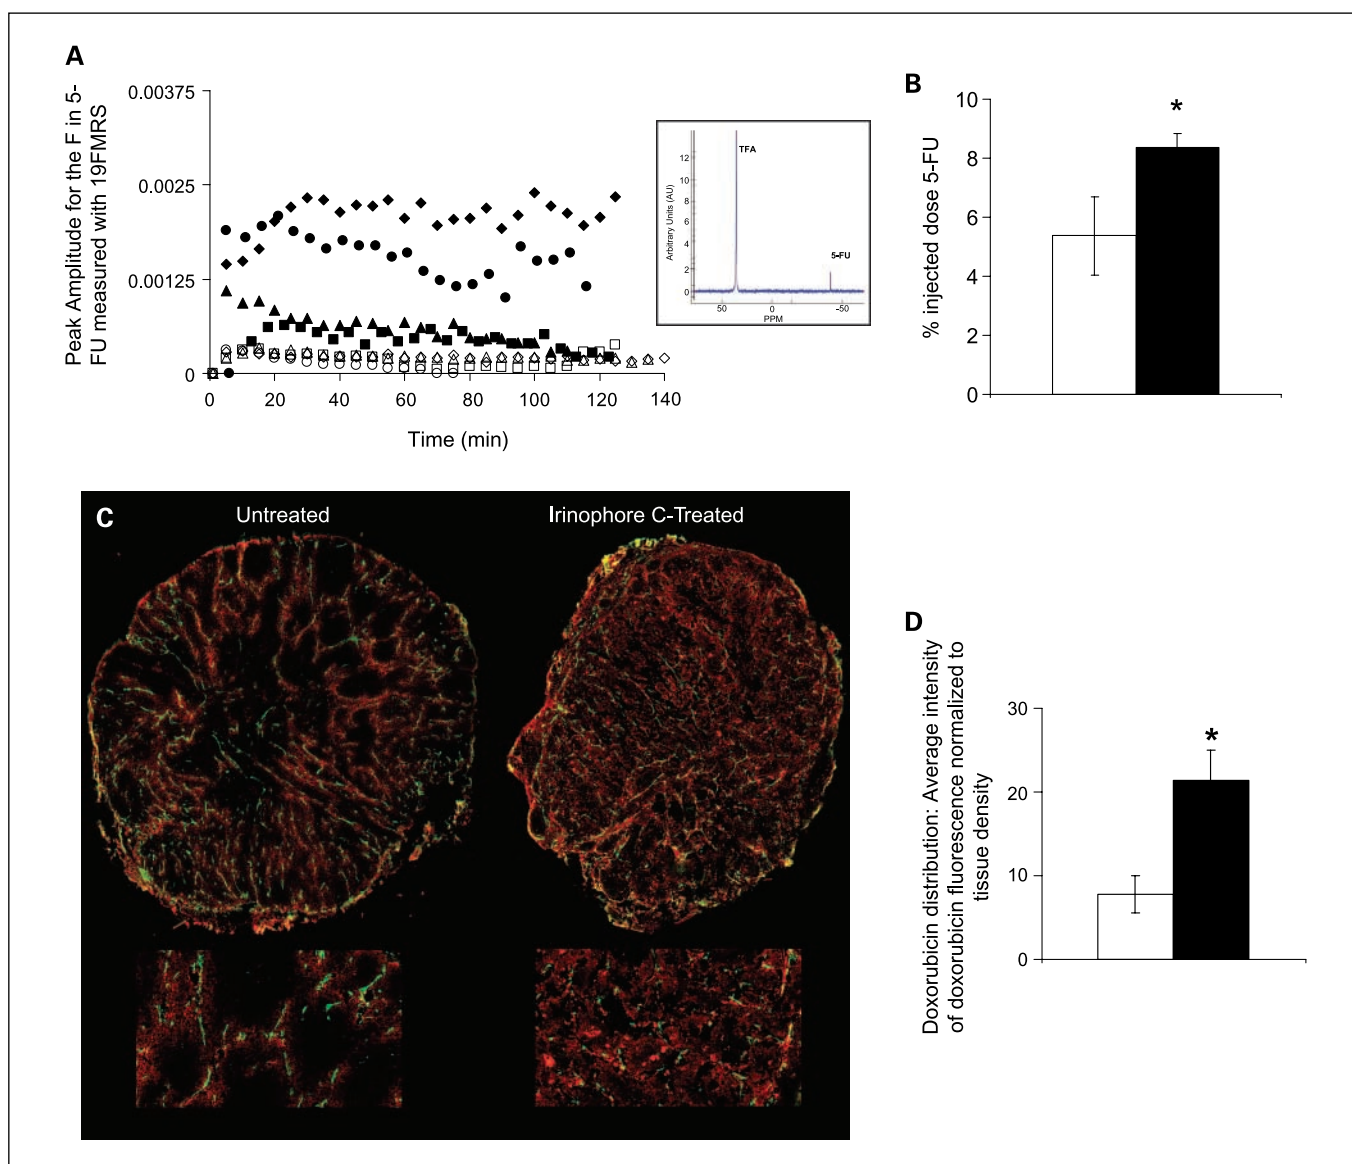 A
Peak Amplitude for the F in 5-
FU measured with 19FMRS
0.00375
0.0025
0.00125
0
0 20 40 60 80 100 120 140
Time (min)
Arbitrary Units (AU)
12
10
8
6
4
2
0
TFA
5-FU
50 0 -50
PPM
B
% injected dose 5-FU
10
8
6
4
2
0
*
C
Untreated
Irinophore C-Treated
D
Doxorubicin distribution: Average intensity
of doxorubicin fluorescence normalized to
tissue density
30
20
10
0
*